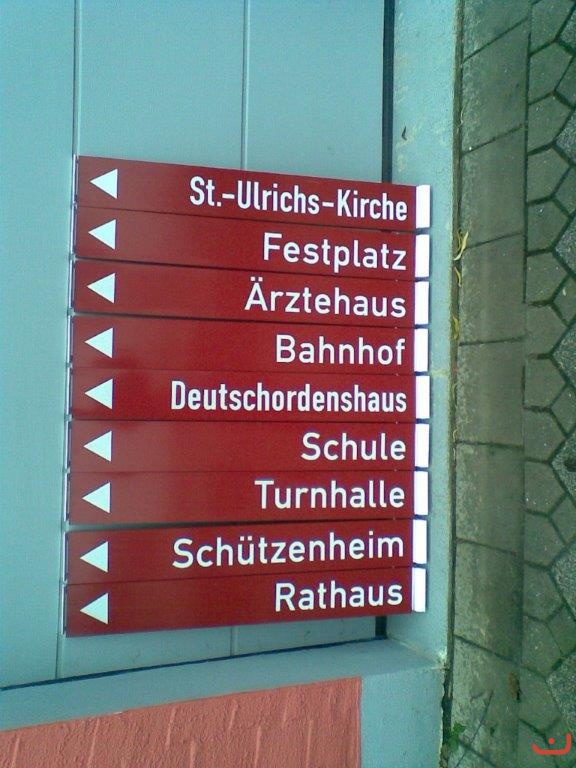 St.-Ulrichs-Kirche
Festplatz
Ärztehaus
Bahnhof
Deutschordenshaus
Schule
Turnhalle
Schützenheim
Rathaus